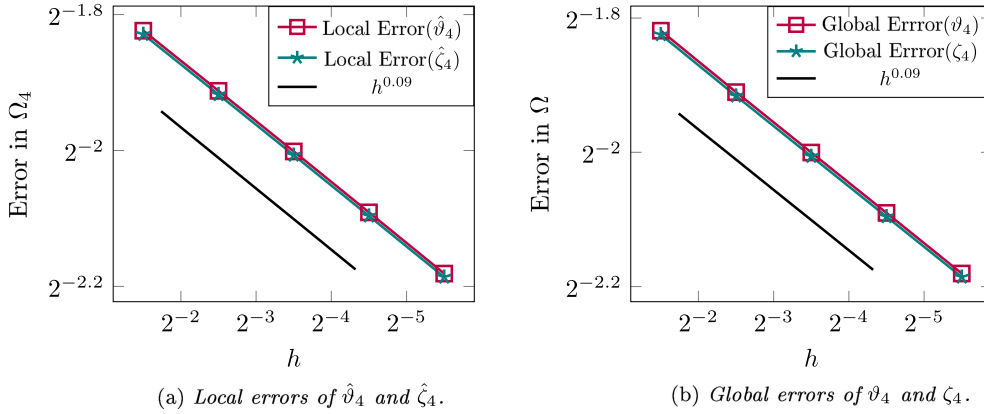 2^{-1.8}
2^{-2}
2^{-2.2}
Error in Ω_4
Local Error(ϑ̂_4)
Local Error(ζ̂_4)
h^{0.09}
2^{-2} 2^{-3} 2^{-4} 2^{-5}
h
(a) Local errors of ϑ̂_4 and ζ̂_4.
2^{-1.8}
2^{-2}
2^{-2.2}
Error in Ω
Global Errror(ϑ_4)
Global Errror(ζ_4)
h^{0.09}
2^{-2} 2^{-3} 2^{-4} 2^{-5}
h
(b) Global errors of ϑ_4 and ζ_4.